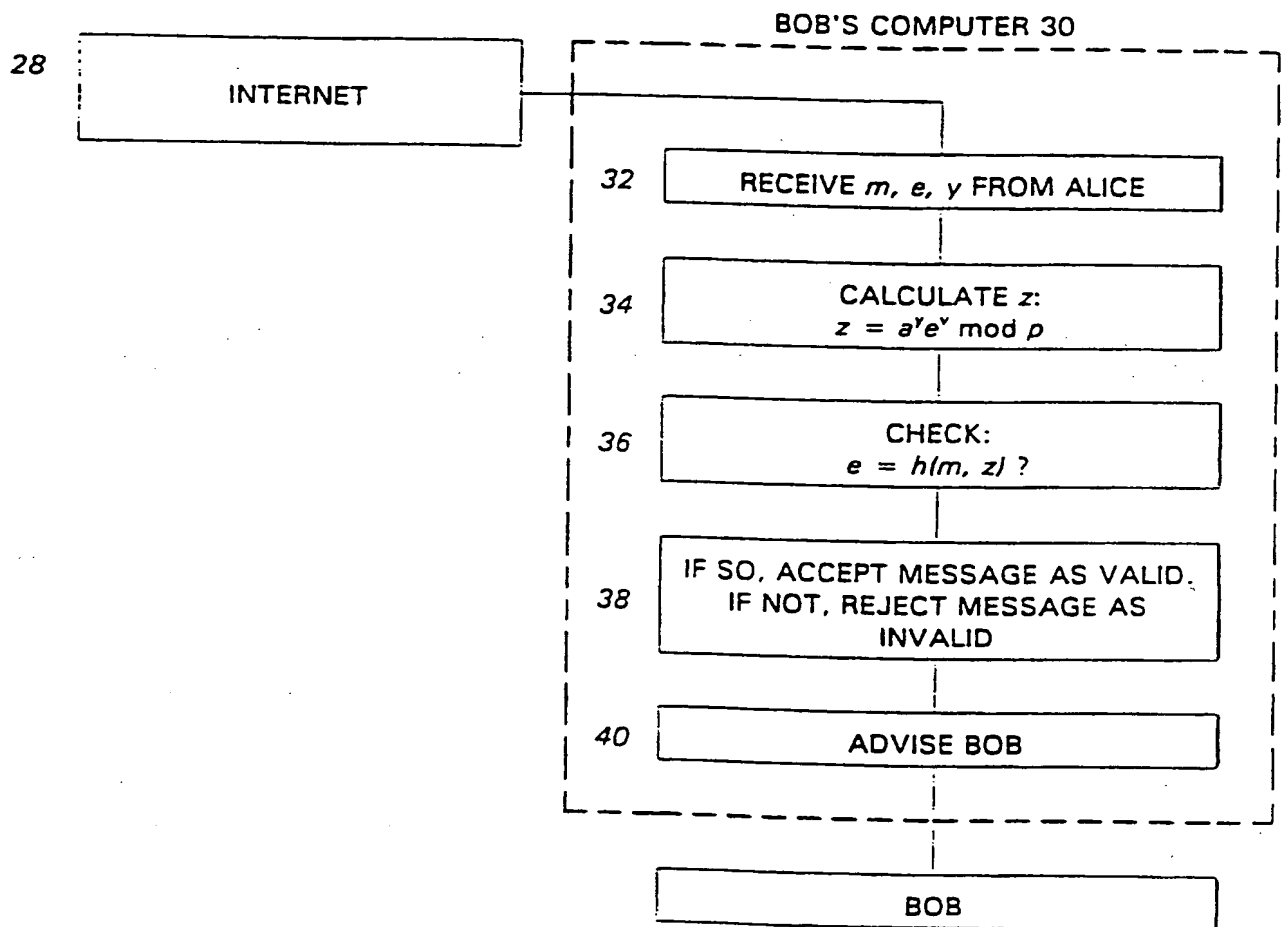 BOB'S COMPUTER 30
28
INTERNET
32
RECEIVE m, e, y FROM ALICE
34
CALCULATE z:
z = aʸeᵛ mod p
36
CHECK:
e = h(m, z) ?
38
IF SO, ACCEPT MESSAGE AS VALID.
IF NOT, REJECT MESSAGE AS
INVALID
40
ADVISE BOB
BOB